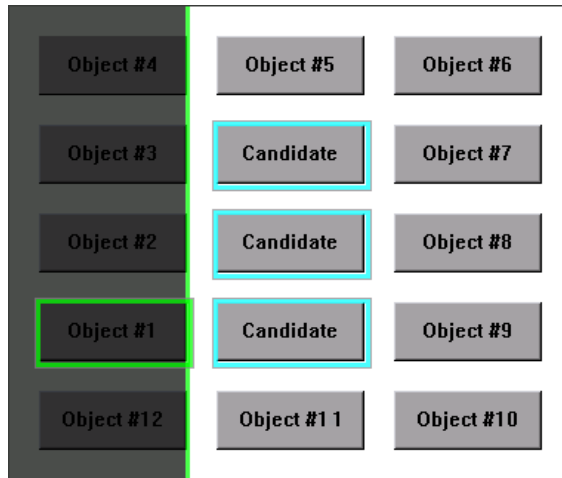 Object #4 Object #5 Object #6
Object #3 Candidate Object #7
Object #2 Candidate Object #8
Object #1 Candidate Object #9
Object #12 Object #11 Object #10